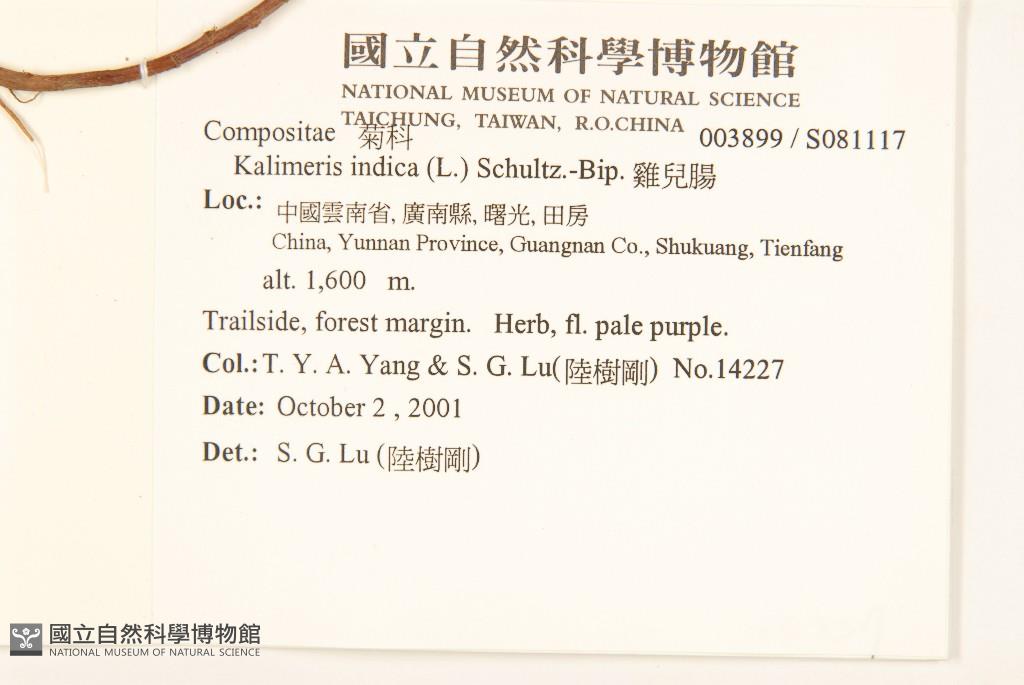 國立自然科學博物館
NATIONAL MUSEUM OF NATURAL SCIENCE
TAICHUNG, TAIWAN, R.O.CHINA
Compositae 菊科 003899 / S081117
Kalimeris indica (L.) Schultz.-Bip. 雞兒腸
Loc.: 中國雲南省, 廣南縣, 曙光, 田房
China, Yunnan Province, Guangnan Co., Shukuang, Tienfang
alt. 1,600 m.
Trailside, forest margin. Herb, fl. pale purple.
Col.: T. Y. A. Yang & S. G. Lu(陸樹剛) No.14227
Date: October 2 , 2001
Det.: S. G. Lu (陸樹剛)
國立自然科學博物館
NATIONAL MUSEUM OF NATURAL SCIENCE